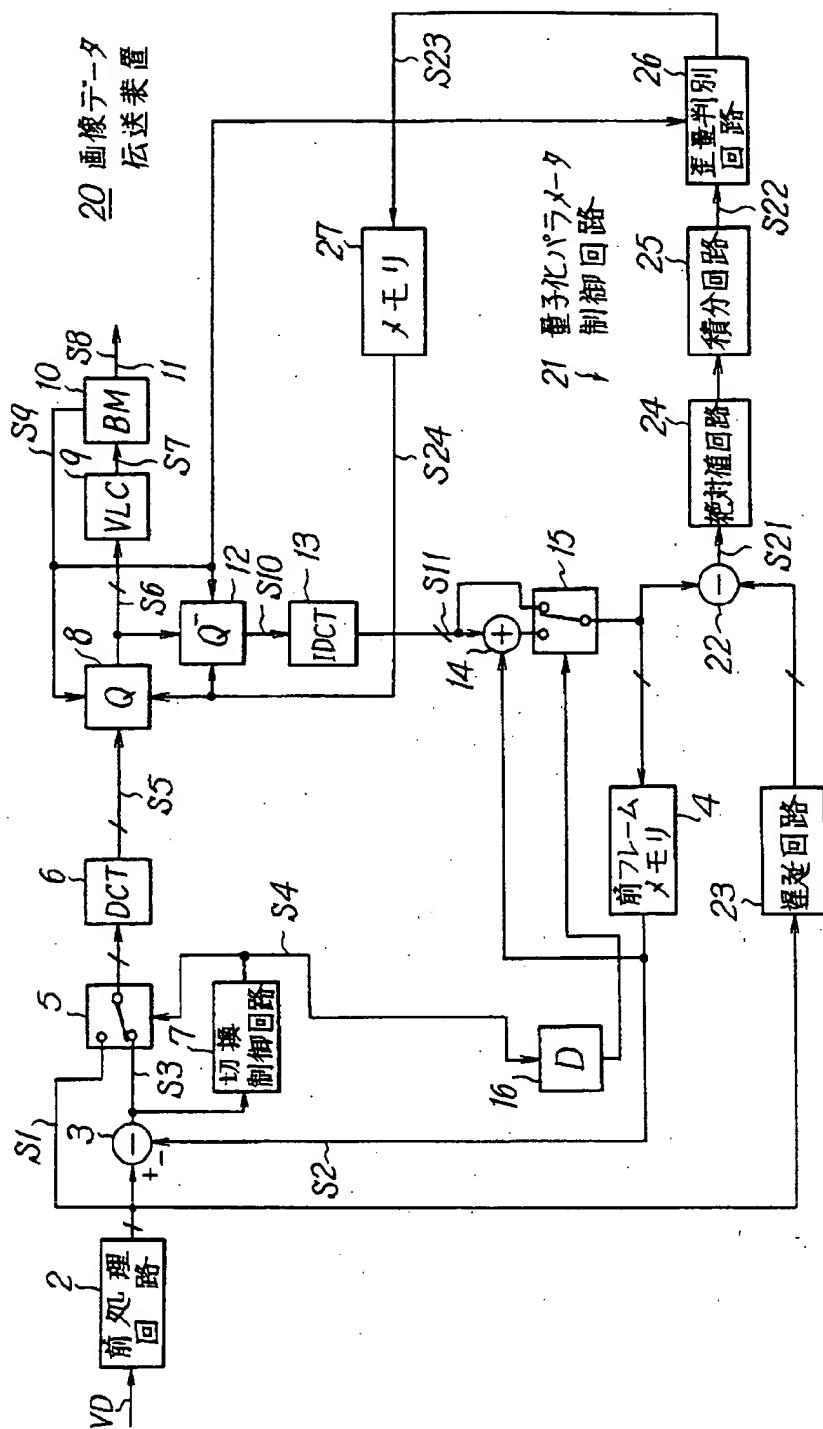 20 画像データ
伝送装置
VD
2
前処理
回路
S1
3
+
−
−
S3
5
切換
制御回路
7
S4
6
DCT
S5
8
Q
S6
9
VLC
S7
10
BM
S8
11
S9
12
Q⁻
S10
13
IDCT
S11
14
+
15
16
D
S2
前フレーム
メモリ
4
遅延回路
23
22
−
S21
24
絶対値回路
25
積分回路
S22
26
歪量判別
回路
S23
27
メモリ
S24
21 量子化パラメータ
制御回路